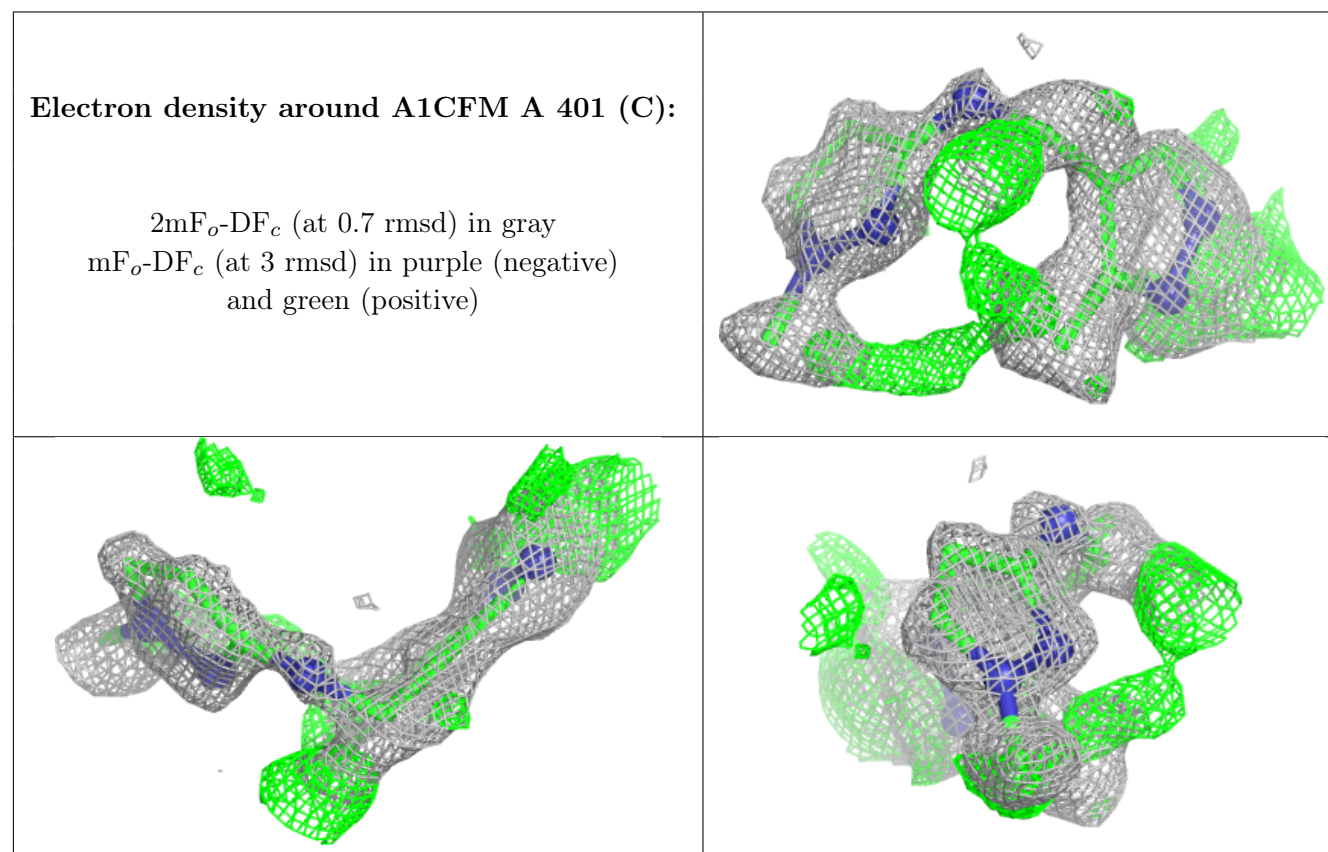 Electron density around A1CFM A 401 (C):
2mFo-DFc (at 0.7 rmsd) in gray
mFo-DFc (at 3 rmsd) in purple (negative)
and green (positive)